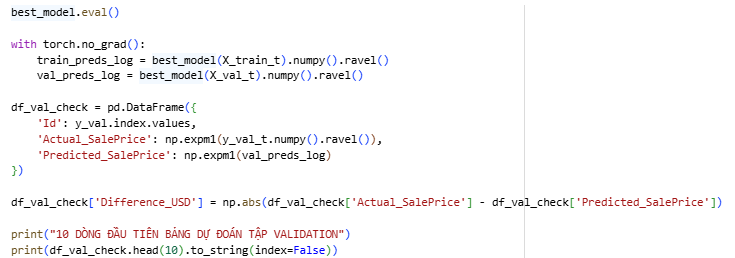 best_model.eval()

with torch.no_grad():
    train_preds_log = best_model(X_train_t).numpy().ravel()
    val_preds_log = best_model(X_val_t).numpy().ravel()

df_val_check = pd.DataFrame({
    'Id': y_val.index.values,
    'Actual_SalePrice': np.expm1(y_val_t.numpy().ravel()),
    'Predicted_SalePrice': np.expm1(val_preds_log)
})

df_val_check['Difference_USD'] = np.abs(df_val_check['Actual_SalePrice'] - df_val_check['Predicted_SalePrice'])

print("10 DÒNG ĐẦU TIÊN BẢNG DỰ ĐOÁN TẬP VALIDATION")
print(df_val_check.head(10).to_string(index=False))